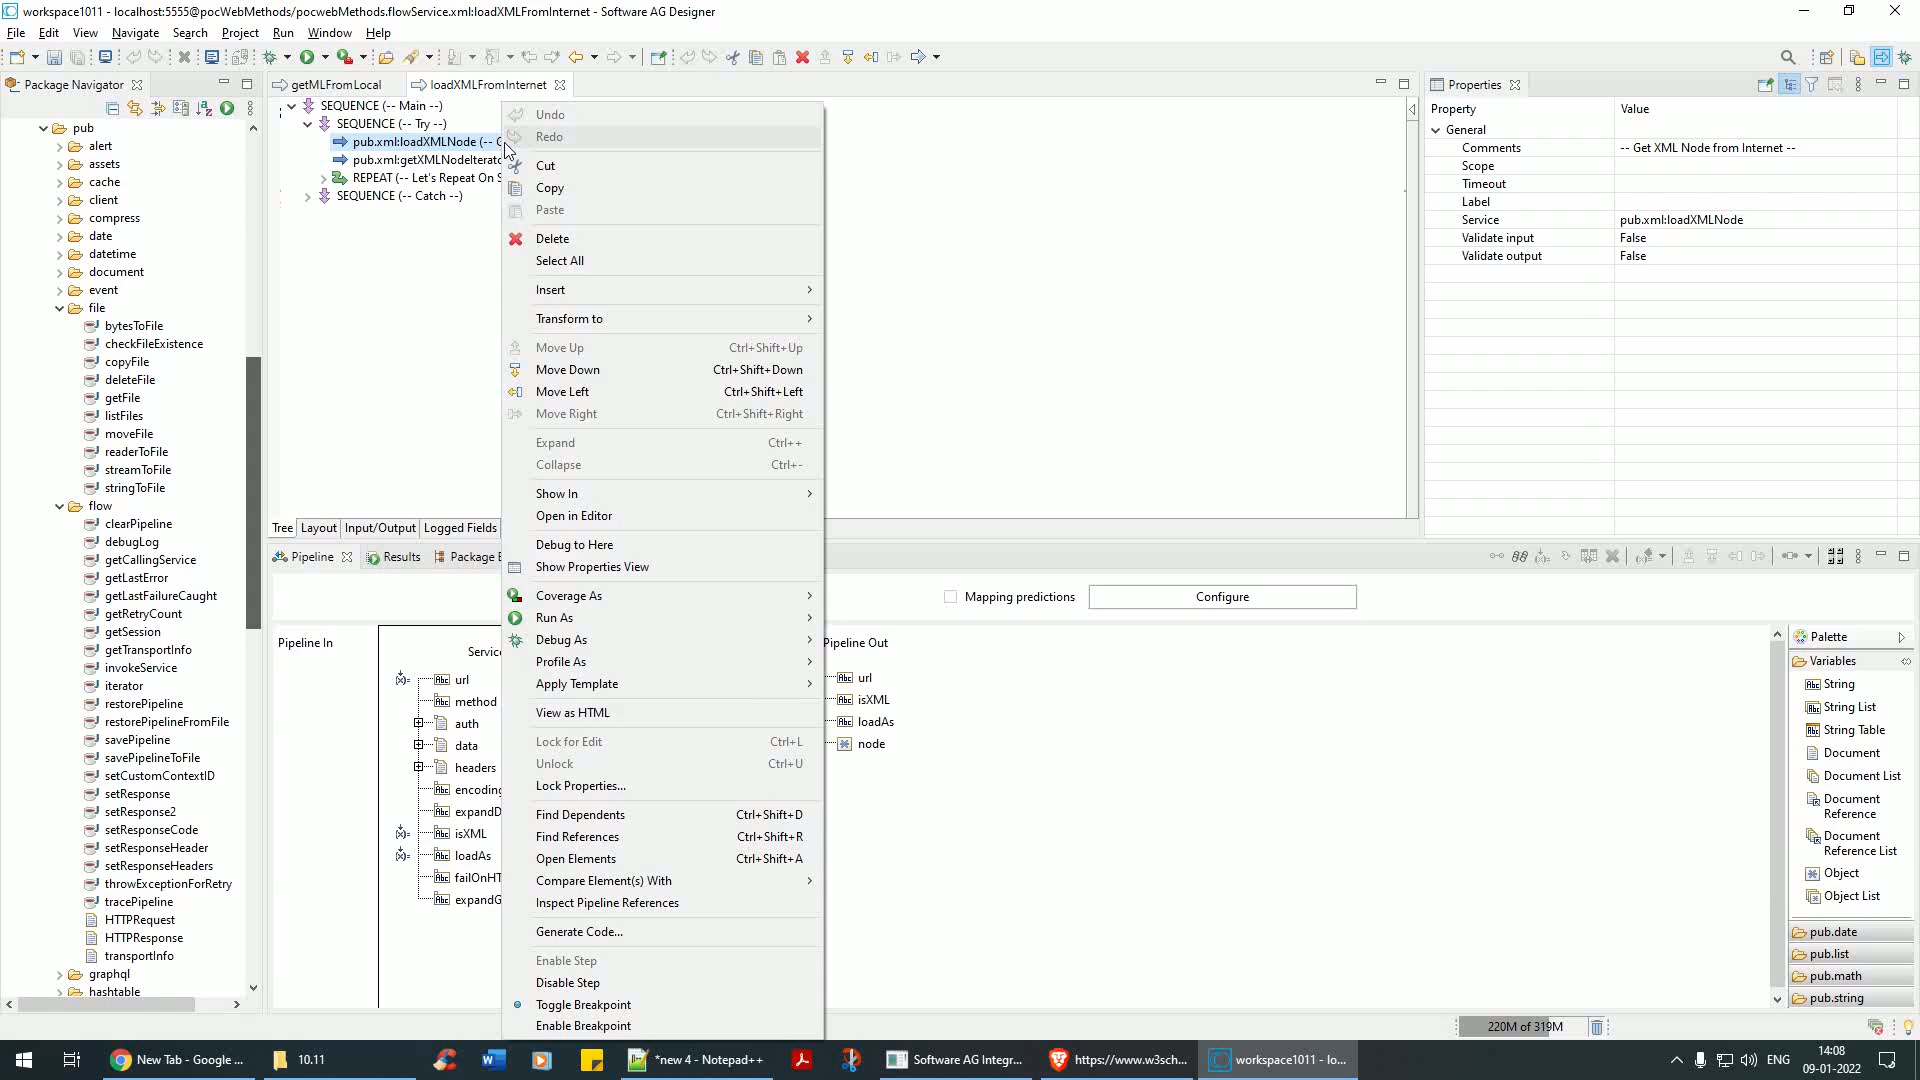 workspace1011 - localhost:5555@pocWebMethods/pocwebMethods.flowService.xml:loadXMLFromInternet - Software AG Designer
File Edit View Navigate Search Project Run Window Help
Package Navigator
pub
alert
assets
cache
client
compress
date
datetime
document
event
file
bytesToFile
checkFileExistence
copyFile
deleteFile
getFile
listFiles
moveFile
readerToFile
streamToFile
stringToFile
flow
clearPipeline
debugLog
getCallingService
getLastError
getLastFailureCaught
getRetryCount
getSession
getTransportInfo
invokeService
iterator
restorePipeline
restorePipelineFromFile
savePipeline
savePipelineToFile
setCustomContextID
setResponse
setResponse2
setResponseCode
setResponseHeader
setResponseHeaders
throwExceptionForRetry
tracePipeline
HTTPRequest
HTTPResponse
transportInfo
graphql
hashtable
getMLFromLocal
loadXMLFromInternet
SEQUENCE (-- Main --)
SEQUENCE (-- Try --)
pub.xml:loadXMLNode (--
pub.xml:getXMLNodeIterato
REPEAT (-- Let's Repeat On S
SEQUENCE (-- Catch --)
Tree Layout Input/Output Logged Fields
Undo
Redo
Cut
Copy
Paste
Delete
Select All
Insert
Transform to
Move Up Ctrl+Shift+Up
Move Down Ctrl+Shift+Down
Move Left Ctrl+Shift+Left
Move Right Ctrl+Shift+Right
Expand Ctrl++
Collapse Ctrl+-
Show In
Open in Editor
Debug to Here
Show Properties View
Coverage As
Run As
Debug As
Profile As
Apply Template
View as HTML
Lock for Edit Ctrl+L
Unlock Ctrl+U
Lock Properties...
Find Dependents Ctrl+Shift+D
Find References Ctrl+Shift+R
Open Elements Ctrl+Shift+A
Compare Element(s) With
Inspect Pipeline References
Generate Code...
Enable Step
Disable Step
Toggle Breakpoint
Enable Breakpoint
Properties
Property Value
General
Comments -- Get XML Node from Internet --
Scope
Timeout
Label
Service pub.xml:loadXMLNode
Validate input False
Validate output False
Pipeline Results Package E
Mapping predictions Configure
Pipeline In
Servic
url
method
auth
data
headers
encoding
expandD
isXML
loadAs
failOnHT
expandG
Pipeline Out
url
isXML
loadAs
node
Palette
Variables
String
String List
String Table
Document
Document List
Document
Reference
Document
Reference List
Object
Object List
pub.date
pub.list
pub.math
pub.string
220M of 319M
New Tab - Google ...
10.11
*new 4 - Notepad++
Software AG Integr...
https://www.w3sch...
workspace1011 - lo...
ENG
14:08
09-01-2022